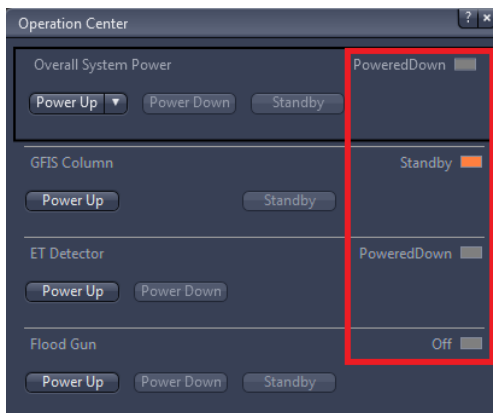 Operation Center ? ×
Overall System Power PoweredDown
Power Up ▼ Power Down Standby
GFIS Column Standby
Power Up Standby
ET Detector PoweredDown
Power Up Power Down
Flood Gun Off
Power Up Power Down Standby